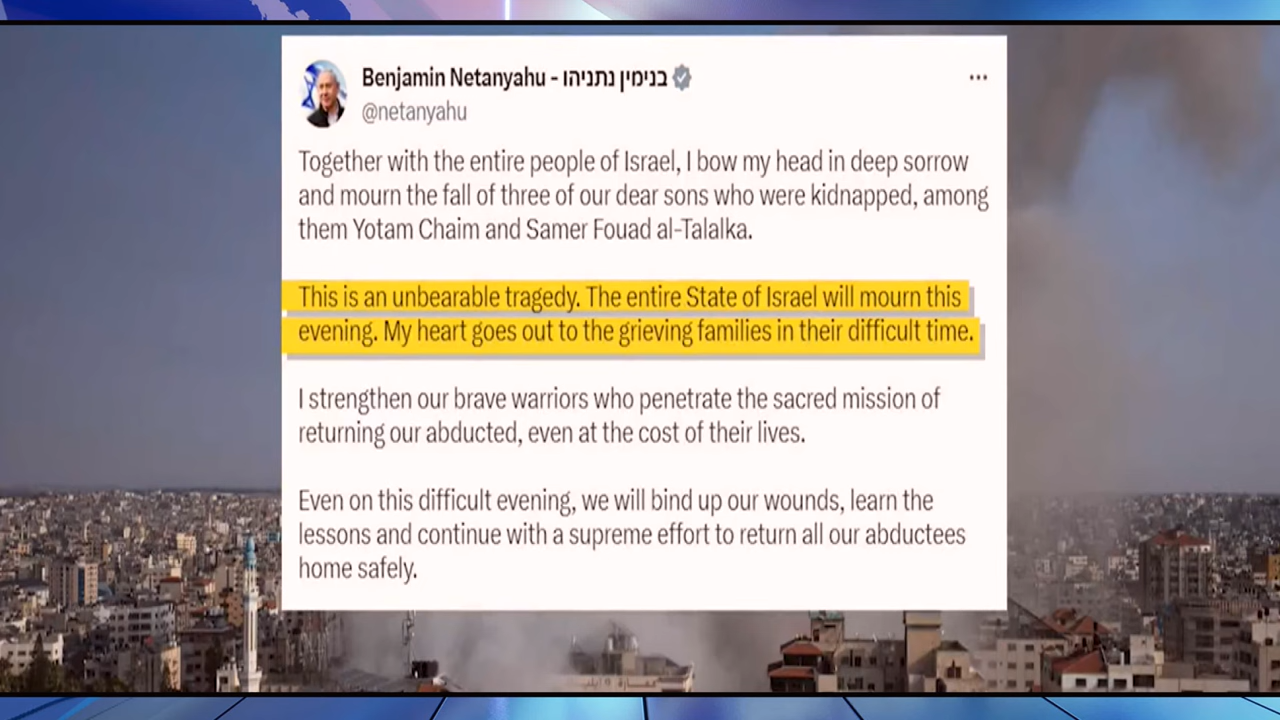 Benjamin Netanyahu - בנימין נתניהו
@netanyahu
Together with the entire people of Israel, I bow my head in deep sorrow
and mourn the fall of three of our dear sons who were kidnapped, among
them Yotam Chaim and Samer Fouad al-Talalka.
This is an unbearable tragedy. The entire State of Israel will mourn this
evening. My heart goes out to the grieving families in their difficult time.
I strengthen our brave warriors who penetrate the sacred mission of
returning our abducted, even at the cost of their lives.
Even on this difficult evening, we will bind up our wounds, learn the
lessons and continue with a supreme effort to return all our abductees
home safely.